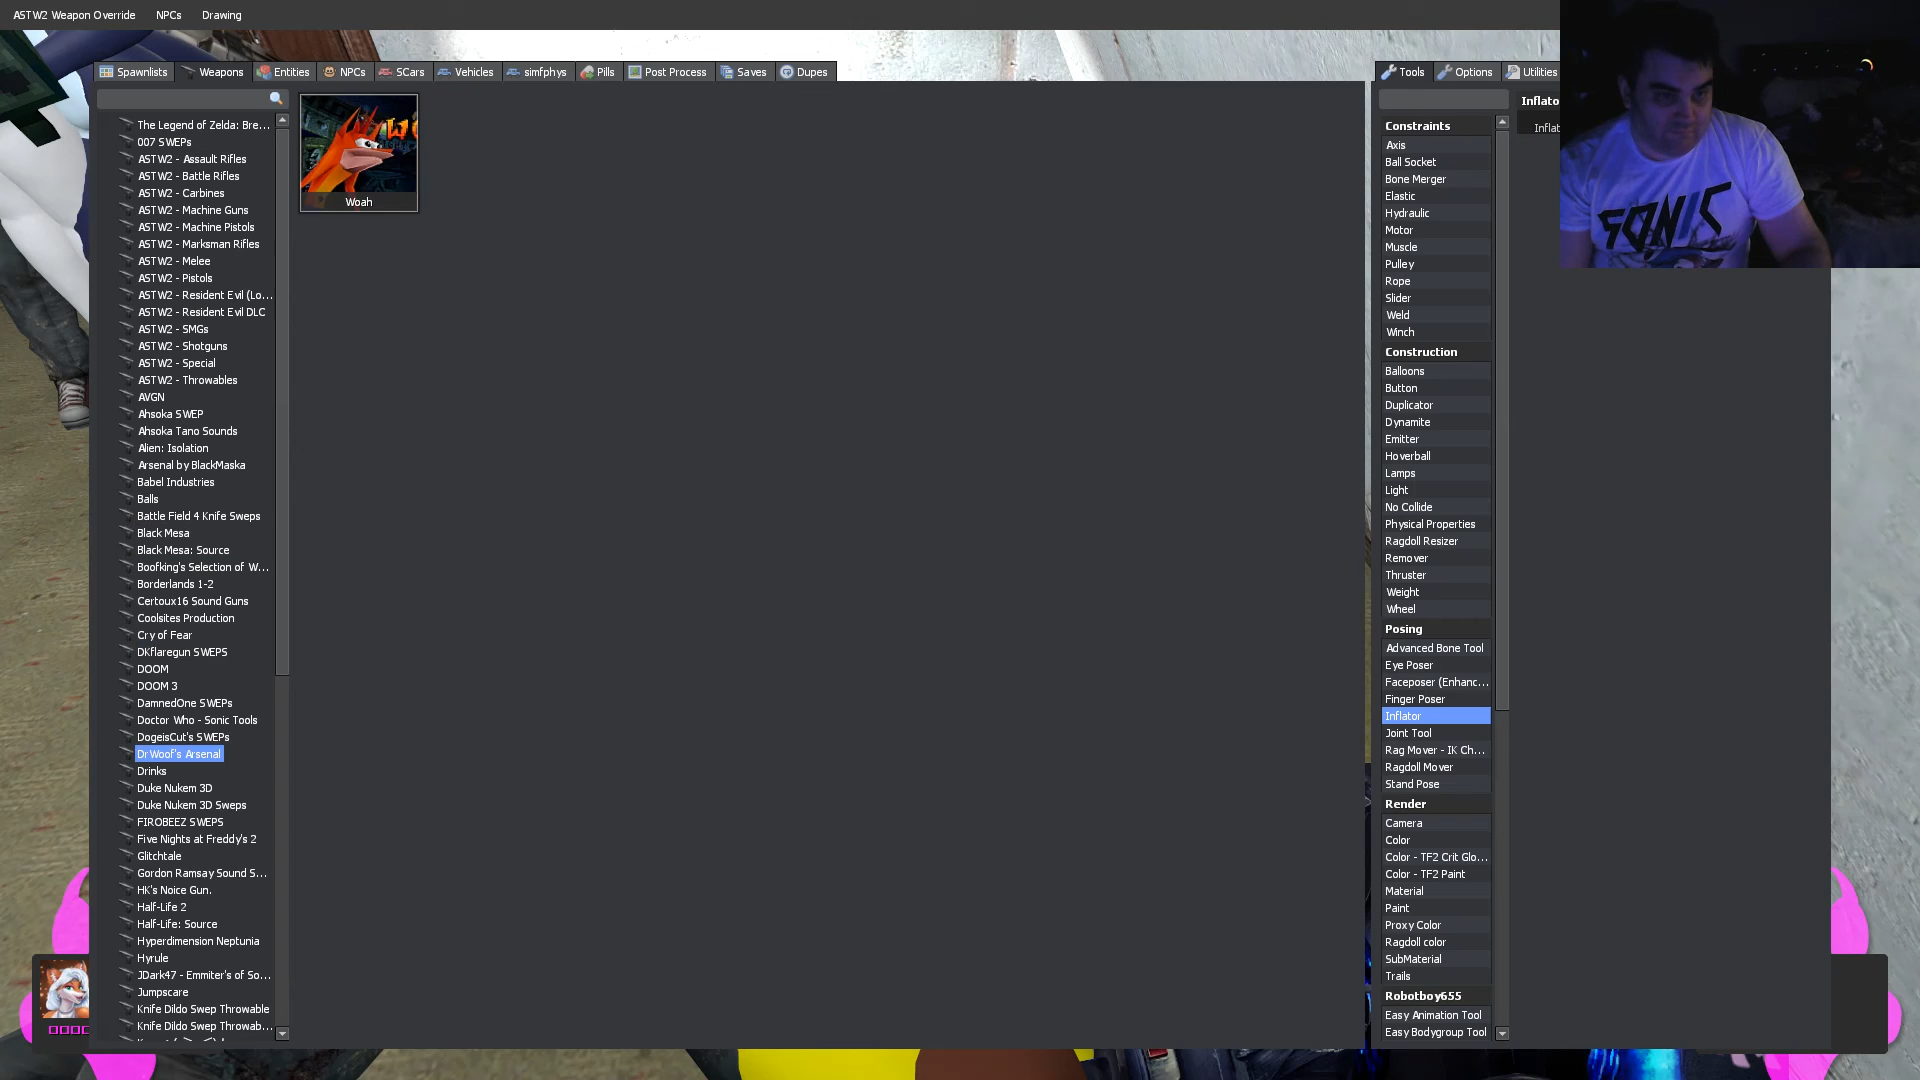 ASTW2 Weapon Override NPCs Drawing
Spawnlists Weapons Entities NPCs SCars Vehicles simfphys Pills Post Process Saves Dupes
The Legend of Zelda: Bre...
007 SWEPs
ASTW2 - Assault Rifles
ASTW2 - Battle Rifles
ASTW2 - Carbines
ASTW2 - Machine Guns
ASTW2 - Machine Pistols
ASTW2 - Marksman Rifles
ASTW2 - Melee
ASTW2 - Pistols
ASTW2 - Resident Evil (Lo...
ASTW2 - Resident Evil DLC
ASTW2 - SMGs
ASTW2 - Shotguns
ASTW2 - Special
ASTW2 - Throwables
AVGN
Ahsoka SWEP
Ahsoka Tano Sounds
Alien: Isolation
Arsenal by BlackMaska
Babel Industries
Balls
Battle Field 4 Knife Sweps
Black Mesa
Black Mesa: Source
Boofking's Selection of W...
Borderlands 1-2
Certoux16 Sound Guns
Coolsites Production
Cry of Fear
DKflaregun SWEPS
DOOM
DOOM 3
DamnedOne SWEPs
Doctor Who - Sonic Tools
DogeisCut's SWEPs
DrWoof's Arsenal
Drinks
Duke Nukem 3D
Duke Nukem 3D Sweps
FIROBEEZ SWEPS
Five Nights at Freddy's 2
Glitchtale
Gordon Ramsay Sound S...
HK's Noice Gun.
Half-Life 2
Half-Life: Source
Hyperdimension Neptunia
Hyrule
JDark47 - Emmiter's of So...
Jumpscare
Knife Dildo Swep Throwable
Knife Dildo Swep Throwab...
Woah
Tools Options Utilities
Constraints
Axis
Ball Socket
Bone Merger
Elastic
Hydraulic
Motor
Muscle
Pulley
Rope
Slider
Weld
Winch
Construction
Balloons
Button
Duplicator
Dynamite
Emitter
Hoverball
Lamps
Light
No Collide
Physical Properties
Ragdoll Resizer
Remover
Thruster
Weight
Wheel
Posing
Advanced Bone Tool
Eye Poser
Faceposer (Enhanc...
Finger Poser
Inflator
Joint Tool
Rag Mover - IK Ch...
Ragdoll Mover
Stand Pose
Render
Camera
Color
Color - TF2 Crit Glo...
Color - TF2 Paint
Material
Paint
Proxy Color
Ragdoll color
SubMaterial
Trails
Robotboy655
Easy Animation Tool
Easy Bodygroup Tool
Inflato
Inflat
SONIC